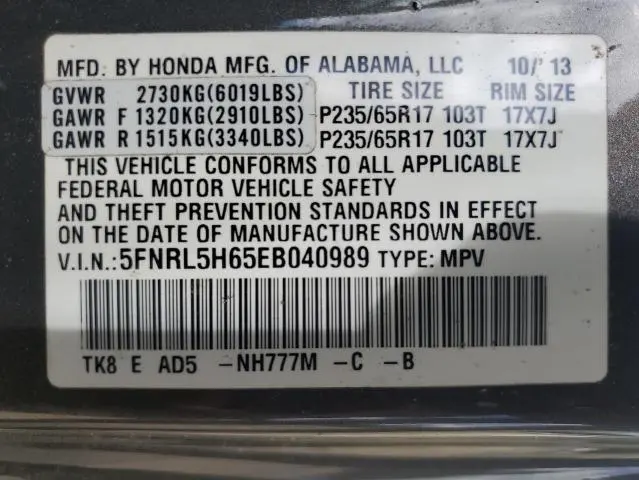 MFD. BY HONDA MFG. OF ALABAMA, LLC 10/'13
GVWR 2730KG(6019LBS) TIRE SIZE RIM SIZE
GAWR F 1320KG(2910LBS) P235/65R17 103T 17X7J
GAWR R 1515KG(3340LBS) P235/65R17 103T 17X7J
THIS VEHICLE CONFORMS TO ALL APPLICABLE
FEDERAL MOTOR VEHICLE SAFETY
AND THEFT PREVENTION STANDARDS IN EFFECT
ON THE DATE OF MANUFACTURE SHOWN ABOVE.
V.I.N.:5FNRL5H65EB040989 TYPE: MPV
TK8 E AD5 -NH777M -C -B